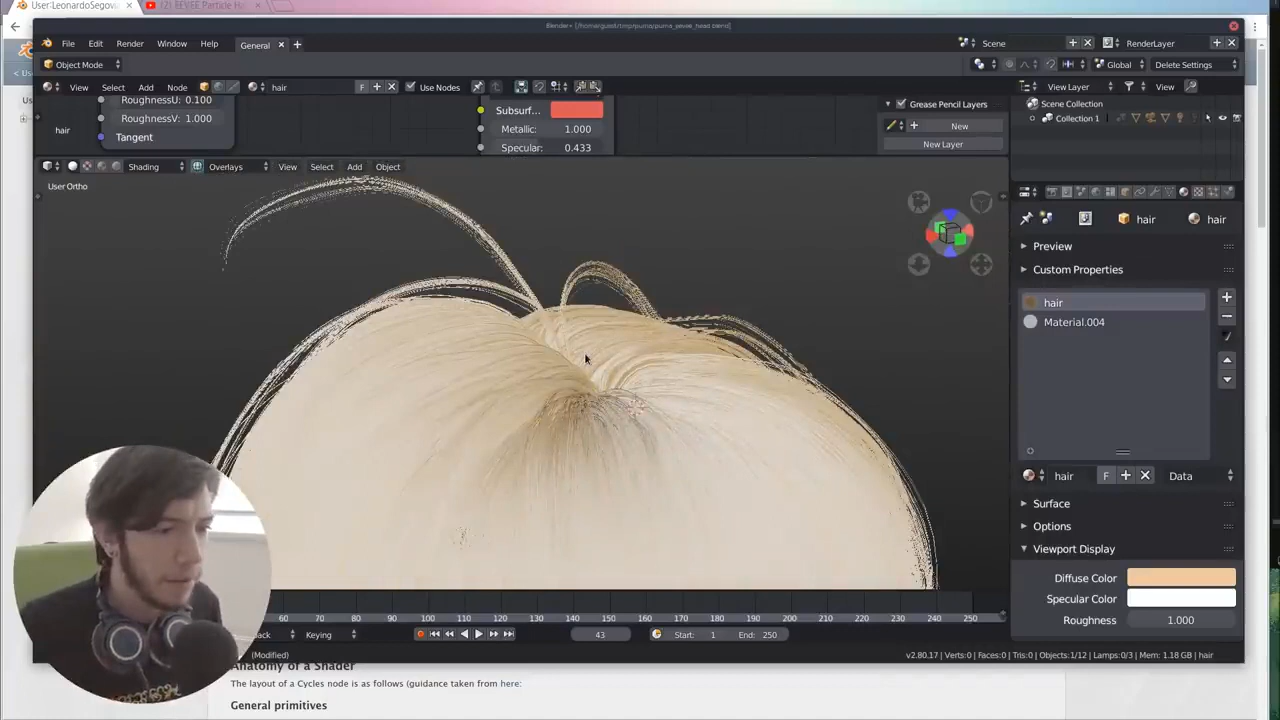 User:LeonardoSegov
(2) EEVEE Particle Ha
File Edit Render Window Help
General
Scene
RenderLayer
Object Mode
Global
Delete Settings
View Select Add Node
hair
F
Use Nodes
View Layer
View
RoughnessU: 0.100
RoughnessV: 1.000
Tangent
hair
Subsurf...
Metallic: 1.000
Specular: 0.433
Grease Pencil Layers
New
New Layer
Scene Collection
Collection 1
Shading
Overlays
View Select Add Object
User Ortho
hair
hair
Preview
Custom Properties
hair
Material.004
hair
F
Data
Surface
Options
Viewport Display
Diffuse Color
Specular Color
Roughness 1.000
60 70 80 90 100 110 120 130 140 150 160 170 180 190 200 210 220 230 240 250
back
Keying
43
Start: 1
End: 250
(Modified)
v2.80.17 | Verts:0 | Faces:0 | Tris:0 | Objects:1/12 | Lamps:0/3 | Mem: 1.18 GB | hair
Anatomy of a Shader
The layout of a Cycles node is as follows (guidance taken from here:
General primitives